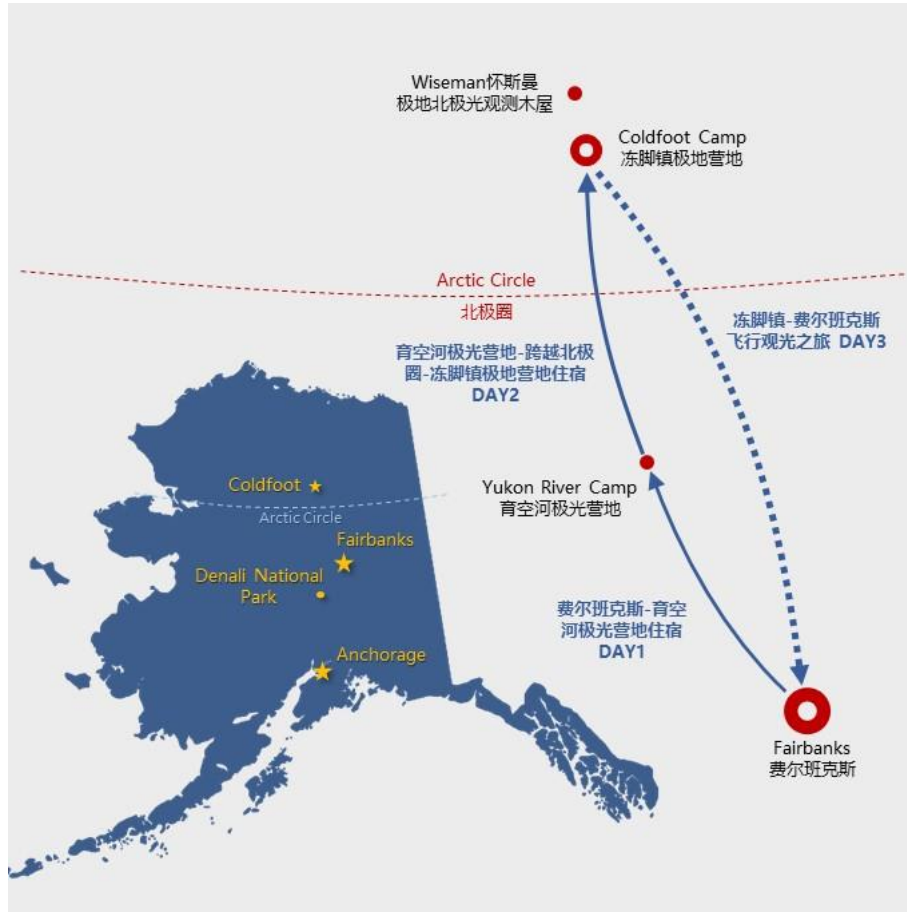 Wiseman怀斯曼
极地北极光观测木屋
Coldfoot Camp
冻脚镇极地营地
Arctic Circle
北极圈
冻脚镇-费尔班克斯
飞行观光之旅 DAY3
育空河极光营地-跨越北极
圈-冻脚镇极地营地住宿
DAY2
Yukon River Camp
育空河极光营地
Coldfoot
Arctic Circle
Fairbanks
Denali National
Park
Anchorage
费尔班克斯-育空
河极光营地住宿
DAY1
Fairbanks
费尔班克斯